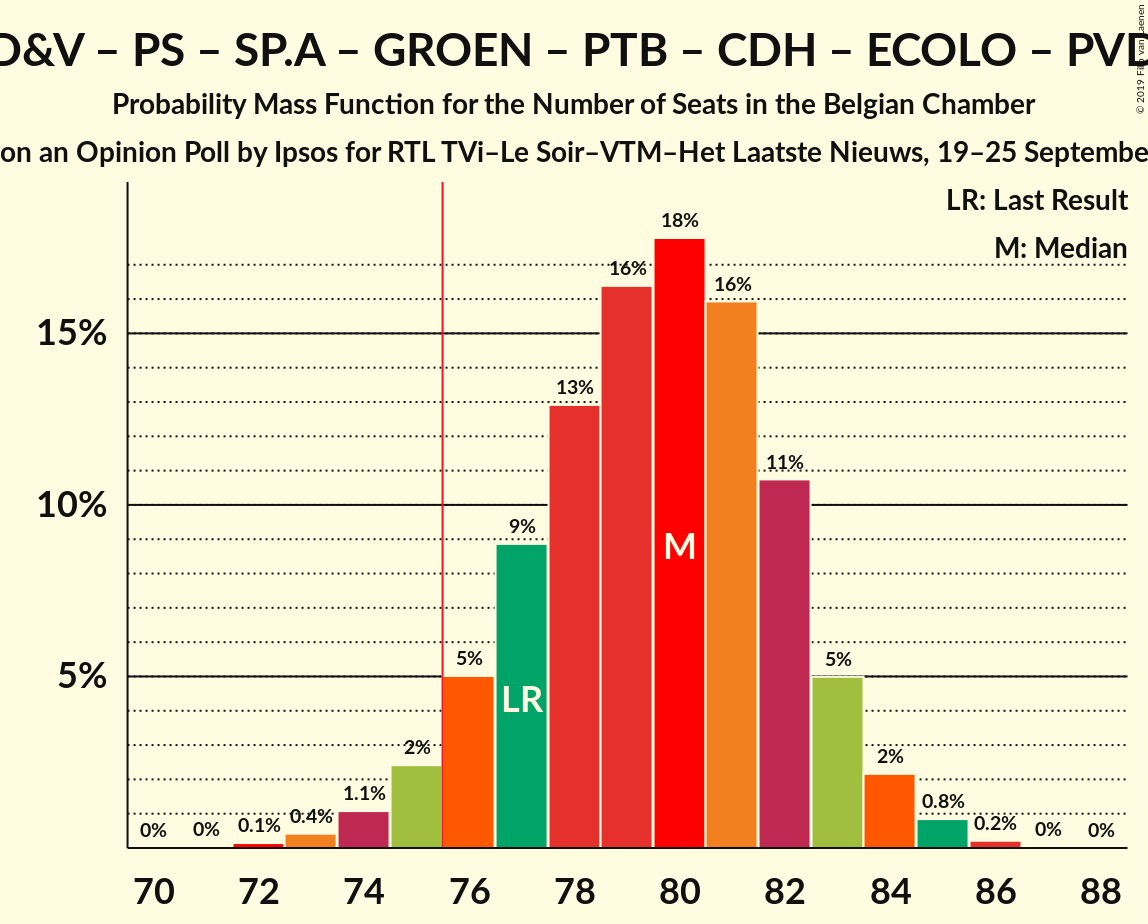 D&V – PS – SP.A – GROEN – PTB – CDH – ECOLO – PVD
Probability Mass Function for the Number of Seats in the Belgian Chamber
on an Opinion Poll by Ipsos for RTL TVi–Le Soir–VTM–Het Laatste Nieuws, 19–25 Septembe
© 2019 Filip van Laenen
LR: Last Result
M: Median
18%
16%
16%
15%
13%
11%
10%
9%
M
5%
5%
5%
LR
2%
2%
1.1%
0.8%
0.4%
0.2%
0.1%
0% 0% 0% 0%
70 72 74 76 78 80 82 84 86 88